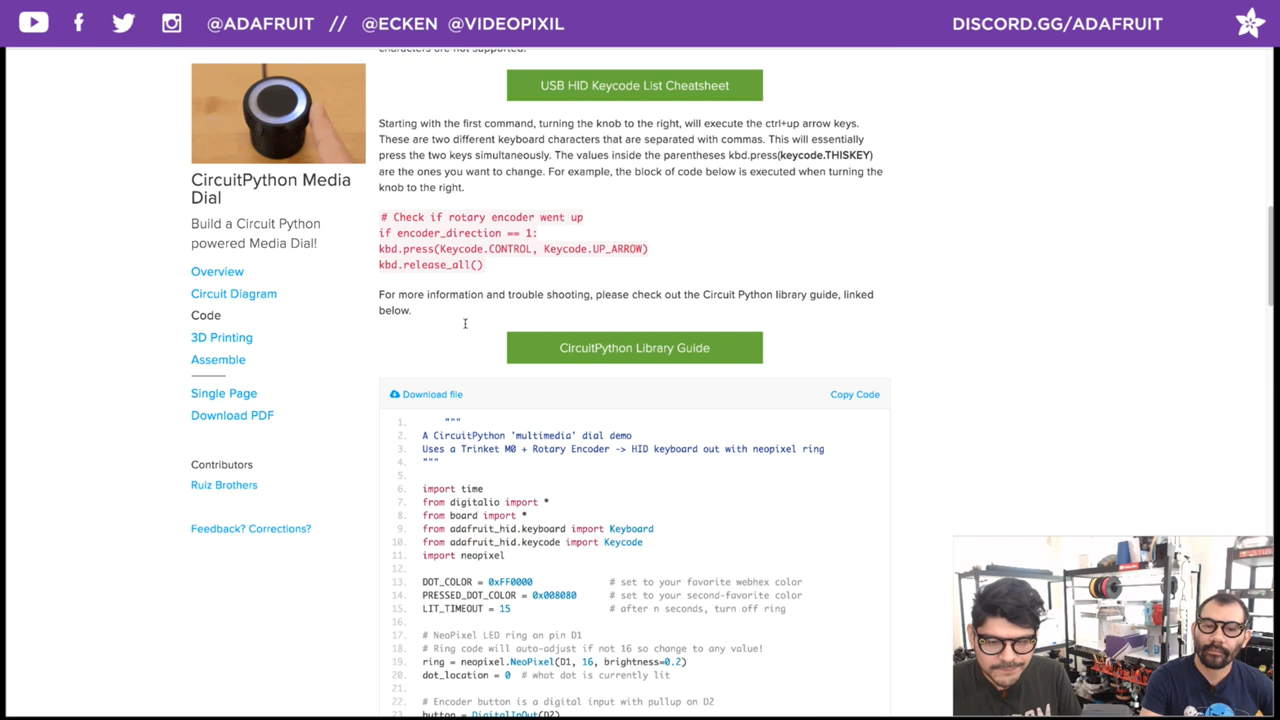 @ADAFRUIT // @ECKEN @VIDEOPIXIL
DISCORD.GG/ADAFRUIT
characters are not supported.
USB HID Keycode List Cheatsheet
Starting with the first command, turning the knob to the right, will execute the ctrl+up arrow keys.
These are two different keyboard characters that are separated with commas. This will essentially
press the two keys simultaneously. The values inside the parentheses kbd.press(keycode.THISKEY)
are the ones you want to change. For example, the block of code below is executed when turning the
knob to the right.
# Check if rotary encoder went up
if encoder_direction == 1:
kbd.press(Keycode.CONTROL, Keycode.UP_ARROW)
kbd.release_all()
For more information and trouble shooting, please check out the Circuit Python library guide, linked
below.
CircuitPython Library Guide
CircuitPython Media
Dial
Build a Circuit Python
powered Media Dial!
Overview
Circuit Diagram
Code
3D Printing
Assemble
Single Page
Download PDF
Contributors
Ruiz Brothers
Feedback? Corrections?
Download file
Copy Code
1. """
2. A CircuitPython 'multimedia' dial demo
3. Uses a Trinket M0 + Rotary Encoder -> HID keyboard out with neopixel ring
4. """
5.
6. import time
7. from digitalio import *
8. from board import *
9. from adafruit_hid.keyboard import Keyboard
10. from adafruit_hid.keycode import Keycode
11. import neopixel
12.
13. DOT_COLOR = 0xFF0000 # set to your favorite webhex color
14. PRESSED_DOT_COLOR = 0x008080 # set to your second-favorite color
15. LIT_TIMEOUT = 15 # after n seconds, turn off ring
16.
17. # NeoPixel LED ring on pin D1
18. # Ring code will auto-adjust if not 16 so change to any value!
19. ring = neopixel.NeoPixel(D1, 16, brightness=0.2)
20. dot_location = 0 # what dot is currently lit
21.
22. # Encoder button is a digital input with pullup on D2
23. button = DigitalInOut(D2)